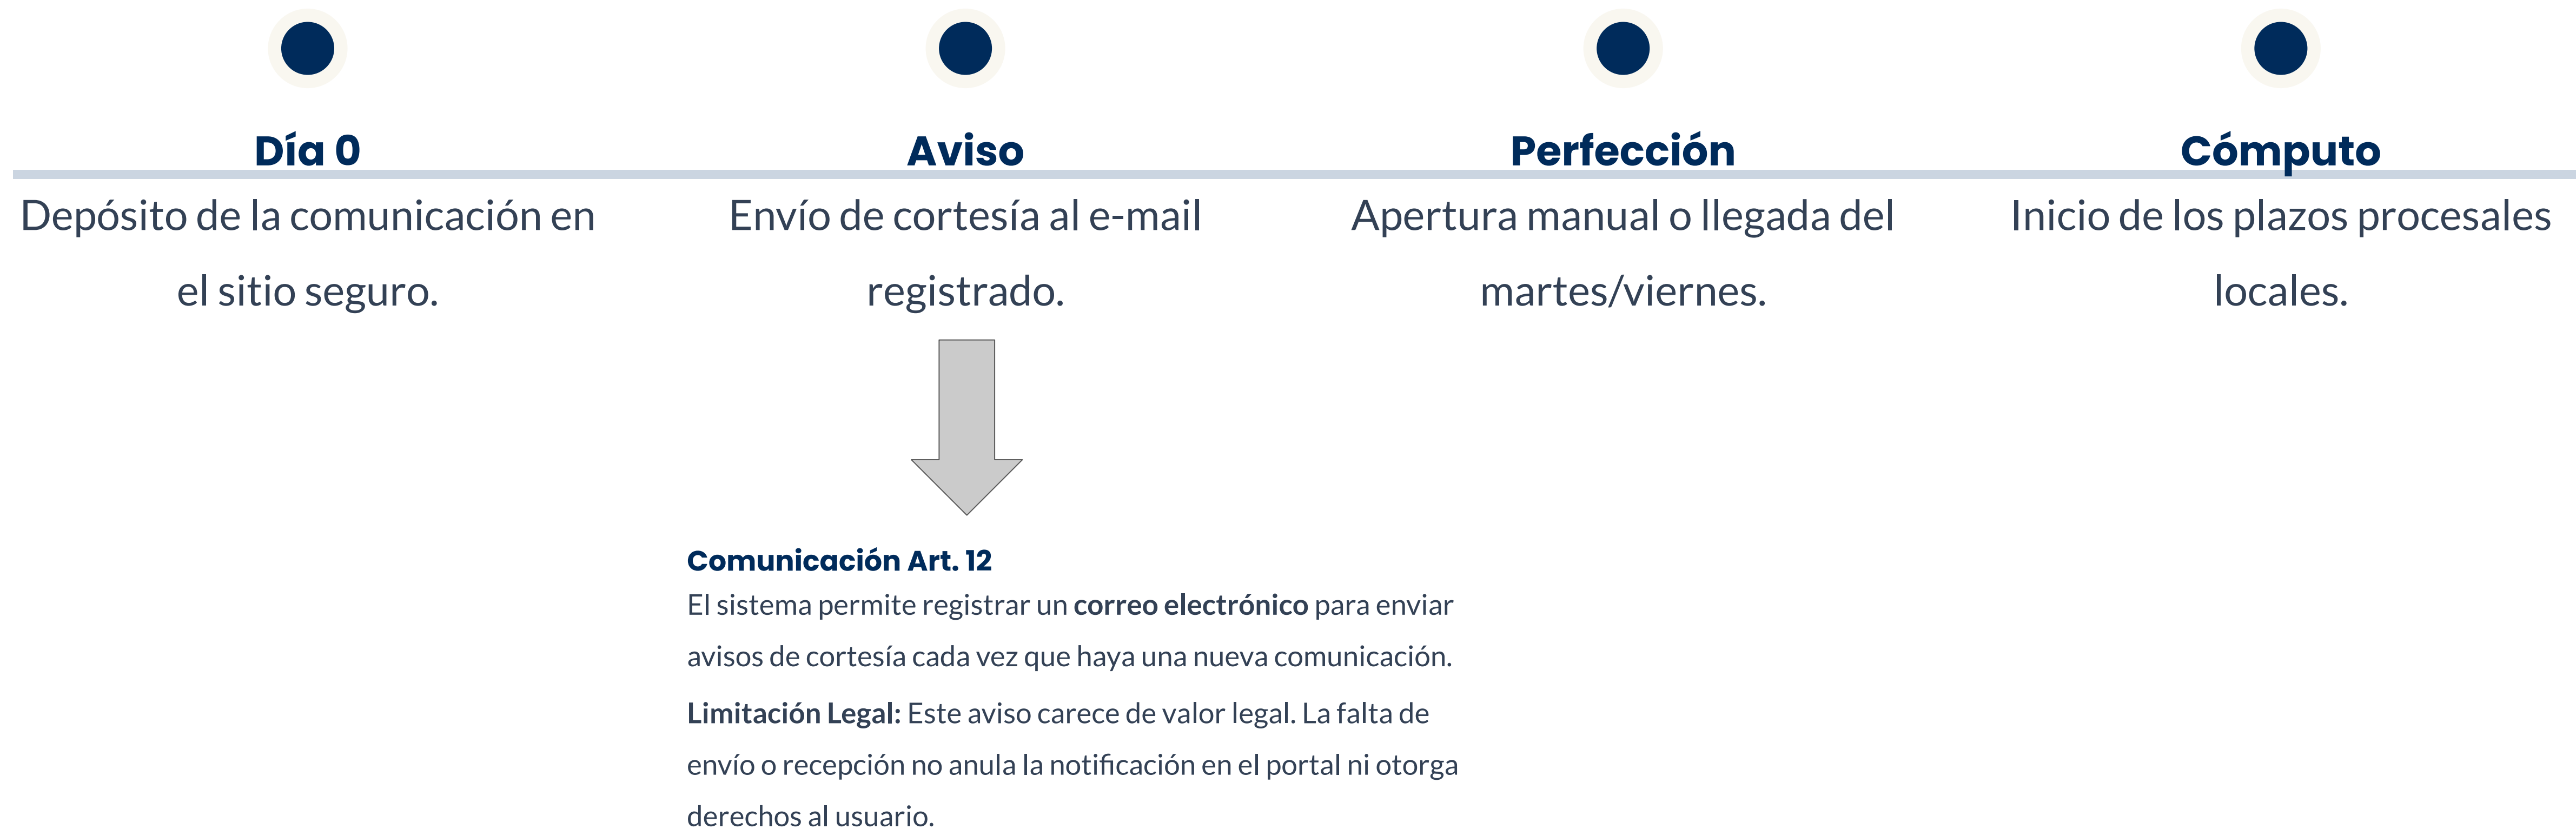 Día 0
Depósito de la comunicación en
el sitio seguro.
Aviso
Envío de cortesía al e-mail
registrado.
Perfección
Apertura manual o llegada del
martes/viernes.
Cómputo
Inicio de los plazos procesales
locales.
Comunicación Art. 12
El sistema permite registrar un correo electrónico para enviar
avisos de cortesía cada vez que haya una nueva comunicación.
Limitación Legal: Este aviso carece de valor legal. La falta de
envío o recepción no anula la notificación en el portal ni otorga
derechos al usuario.